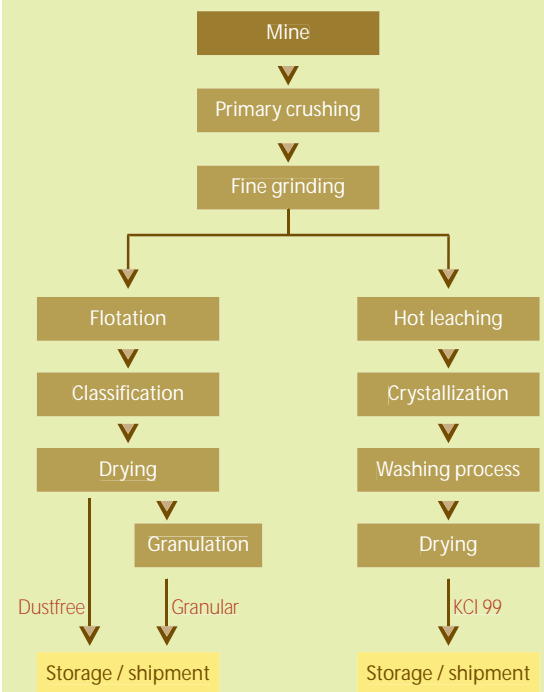 Mine
Primary crushing
Fine grinding
Flotation
Hot leaching
Classification
Crystallization
Drying
Washing process
Granulation
Drying
Dustfree
Granular
KCl 99
Storage / shipment
Storage / shipment